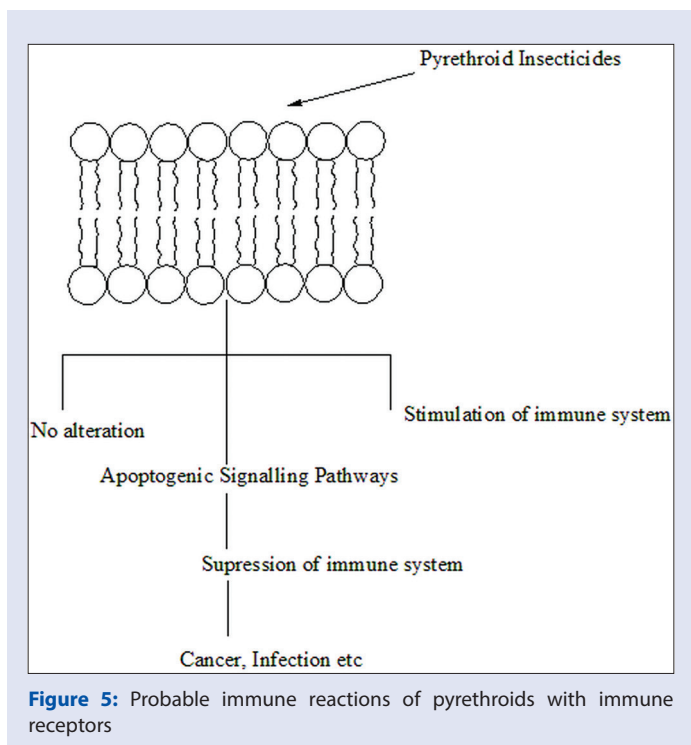 Pyrethroid Insecticides
No alteration
Stimulation of immune system
Apoptogenic Signalling Pathways
Supression of immune system
Cancer, Infection etc
Figure 5: Probable immune reactions of pyrethroids with immune
receptors